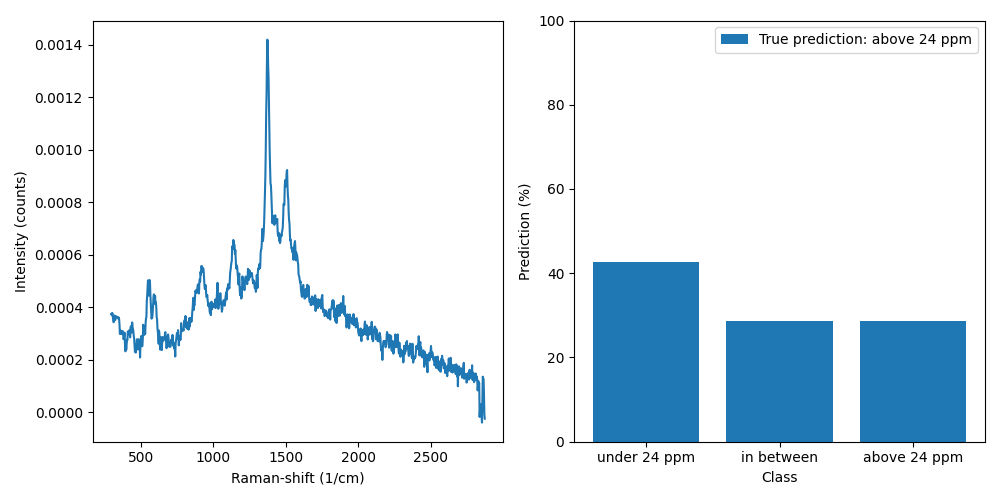 0.0014
0.0012
0.0010
0.0008
0.0006
0.0004
0.0002
0.0000
Intensity (counts)
500 1000 1500 2000 2500
Raman-shift (1/cm)
100
80
60
40
20
0
Prediction (%)
True prediction: above 24 ppm
under 24 ppm in between above 24 ppm
Class